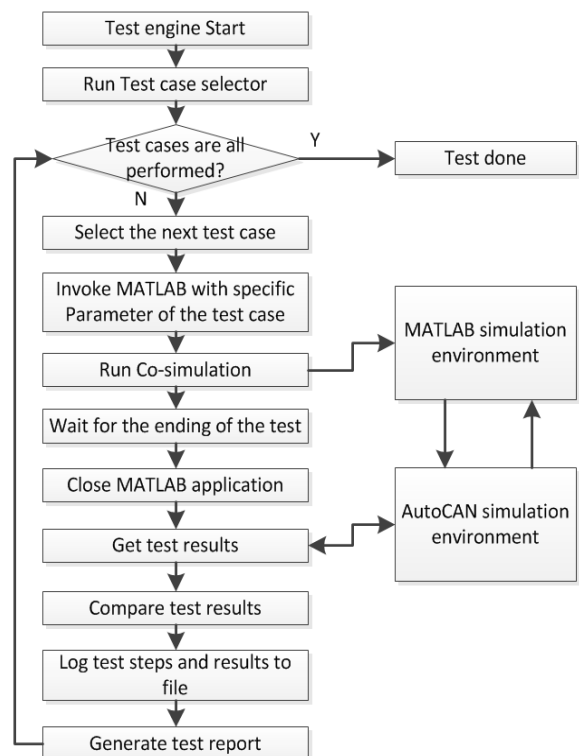 Test engine Start
Run Test case selector
Test cases are all
performed?
Y
Test done
N
Select the next test case
Invoke MATLAB with specific
Parameter of the test case
MATLAB simulation
environment
Run Co-simulation
Wait for the ending of the test
Close MATLAB application
AutoCAN simulation
environment
Get test results
Compare test results
Log test steps and results to
file
Generate test report